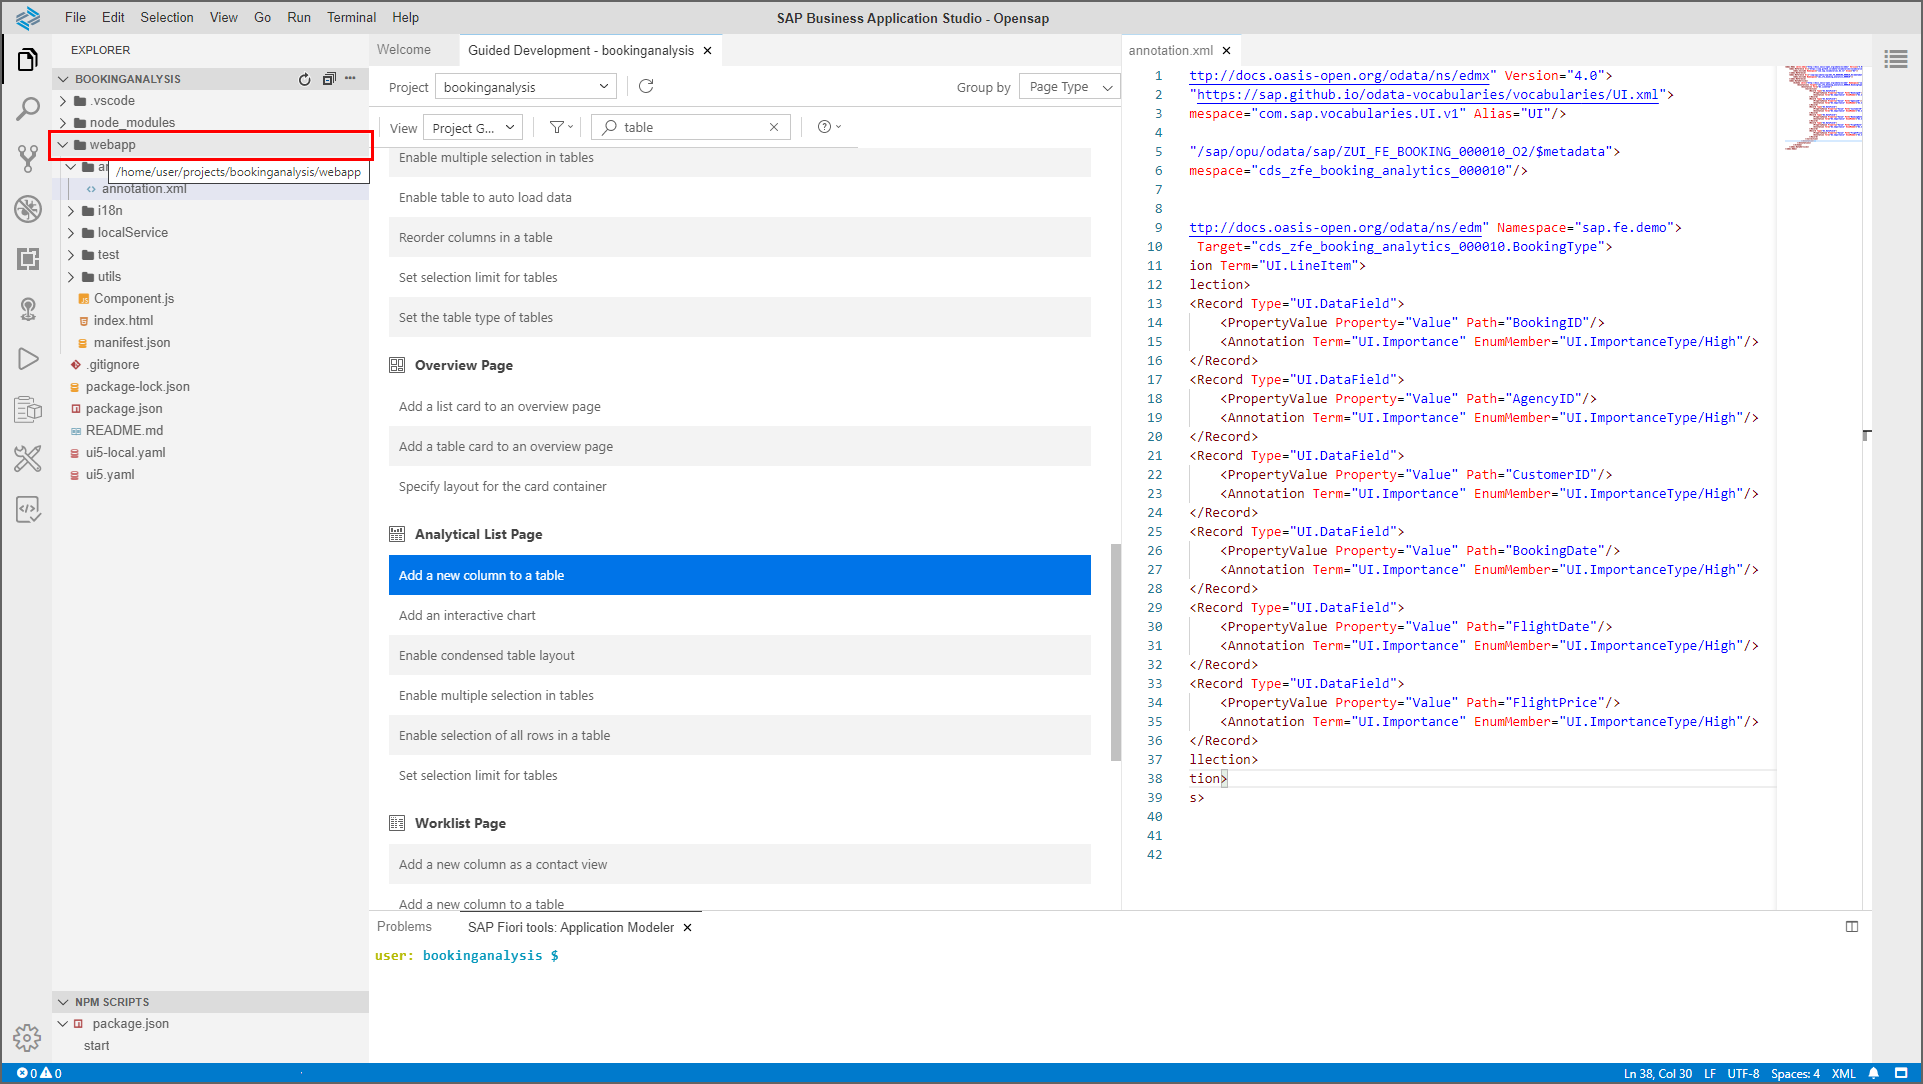 File Edit Selection View Go Run Terminal Help
SAP Business Application Studio - Opensap
EXPLORER
BOOKINGANALYSIS
.vscode
node_modules
webapp
/home/user/projects/bookinganalysis/webapp
annotation.xml
i18n
localService
test
utils
Component.js
index.html
manifest.json
.gitignore
package-lock.json
package.json
README.md
ui5-local.yaml
ui5.yaml
NPM SCRIPTS
package.json
start
Welcome
Guided Development - bookinganalysis
Project bookinganalysis
Group by Page Type
View Project G...
table
Enable multiple selection in tables
Enable table to auto load data
Reorder columns in a table
Set selection limit for tables
Set the table type of tables
Overview Page
Add a list card to an overview page
Add a table card to an overview page
Specify layout for the card container
Analytical List Page
Add a new column to a table
Add an interactive chart
Enable condensed table layout
Enable multiple selection in tables
Enable selection of all rows in a table
Set selection limit for tables
Worklist Page
Add a new column as a contact view
Add a new column to a table
annotation.xml
1 ttp://docs.oasis-open.org/odata/ns/edmx" Version="4.0">
2 "https://sap.github.io/odata-vocabularies/vocabularies/UI.xml">
3 mespace="com.sap.vocabularies.UI.v1" Alias="UI"/>
4
5 "/sap/opu/odata/sap/ZUI_FE_BOOKING_000010_O2/$metadata">
6 mespace="cds_zfe_booking_analytics_000010"/>
7
8
9 ttp://docs.oasis-open.org/odata/ns/edm" Namespace="sap.fe.demo">
10 Target="cds_zfe_booking_analytics_000010.BookingType">
11 ion Term="UI.LineItem">
12 lection>
13 <Record Type="UI.DataField">
14 <PropertyValue Property="Value" Path="BookingID"/>
15 <Annotation Term="UI.Importance" EnumMember="UI.ImportanceType/High"/>
16 </Record>
17 <Record Type="UI.DataField">
18 <PropertyValue Property="Value" Path="AgencyID"/>
19 <Annotation Term="UI.Importance" EnumMember="UI.ImportanceType/High"/>
20 </Record>
21 <Record Type="UI.DataField">
22 <PropertyValue Property="Value" Path="CustomerID"/>
23 <Annotation Term="UI.Importance" EnumMember="UI.ImportanceType/High"/>
24 </Record>
25 <Record Type="UI.DataField">
26 <PropertyValue Property="Value" Path="BookingDate"/>
27 <Annotation Term="UI.Importance" EnumMember="UI.ImportanceType/High"/>
28 </Record>
29 <Record Type="UI.DataField">
30 <PropertyValue Property="Value" Path="FlightDate"/>
31 <Annotation Term="UI.Importance" EnumMember="UI.ImportanceType/High"/>
32 </Record>
33 <Record Type="UI.DataField">
34 <PropertyValue Property="Value" Path="FlightPrice"/>
35 <Annotation Term="UI.Importance" EnumMember="UI.ImportanceType/High"/>
36 </Record>
37 llection>
38 tion>
39 s>
40
41
42
Problems
SAP Fiori tools: Application Modeler
user: bookinganalysis $
0 0
Ln 38, Col 30 LF UTF-8 Spaces: 4 XML